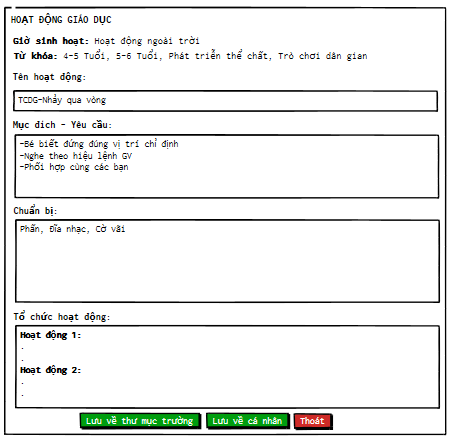 HOẠT ĐỘNG GIÁO DỤC
Giờ sinh hoạt: Hoạt động ngoài trời
Từ khóa: 4-5 Tuổi, 5-6 Tuổi, Phát triển thể chất, Trò chơi dân gian
Tên hoạt động:
TCDG-Nhảy qua vòng
Mục đích - Yêu cầu:
-Bé biết đứng đúng vị trí chỉ định
-Nghe theo hiệu lệnh GV
-Phối hợp cùng các bạn
Chuẩn bị:
Phấn, Đĩa nhạc, Cờ vải
Tổ chức hoạt động:
Hoạt động 1:
.
.
Hoạt động 2:
.
.
Lưu về thư mục trường Lưu về cá nhân Thoát